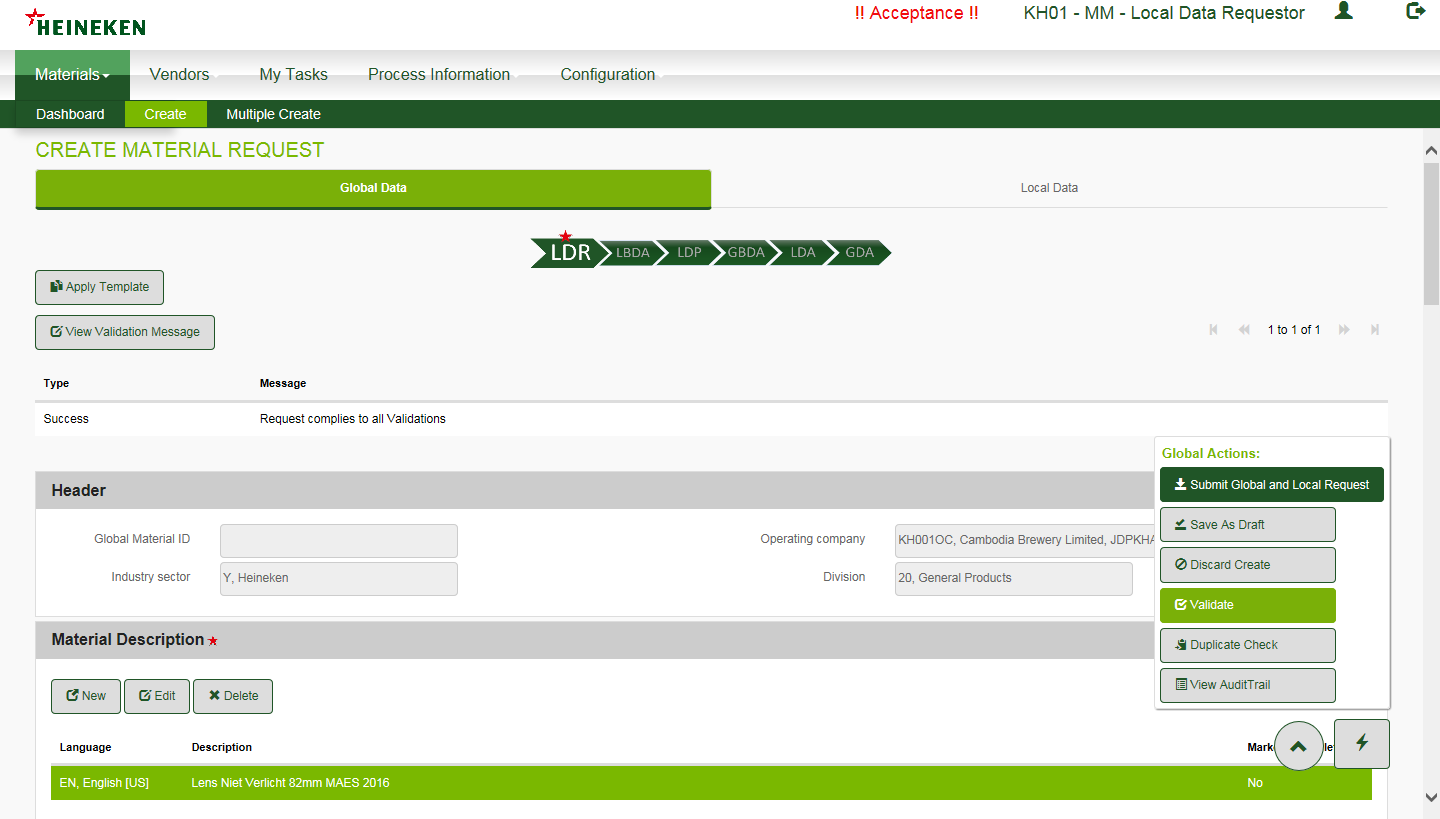 HEINEKEN
!! Acceptance !! KH01 - MM - Local Data Requestor
Materials Vendors My Tasks Process Information Configuration
Dashboard Create Multiple Create
CREATE MATERIAL REQUEST
Global Data Local Data
LDR LBDA LDP GBDA LDA GDA
Apply Template
View Validation Message
1 to 1 of 1
Type Message
Success Request complies to all Validations
Global Actions:
Submit Global and Local Request
Save As Draft
Discard Create
Validate
Duplicate Check
View AuditTrail
Header
Global Material ID Operating company KH001OC, Cambodia Brewery Limited, JDPKHA
Industry sector Y, Heineken Division 20, General Products
Material Description
New Edit Delete
Language Description
EN, English [US] Lens Niet Verlicht 82mm MAES 2016 No